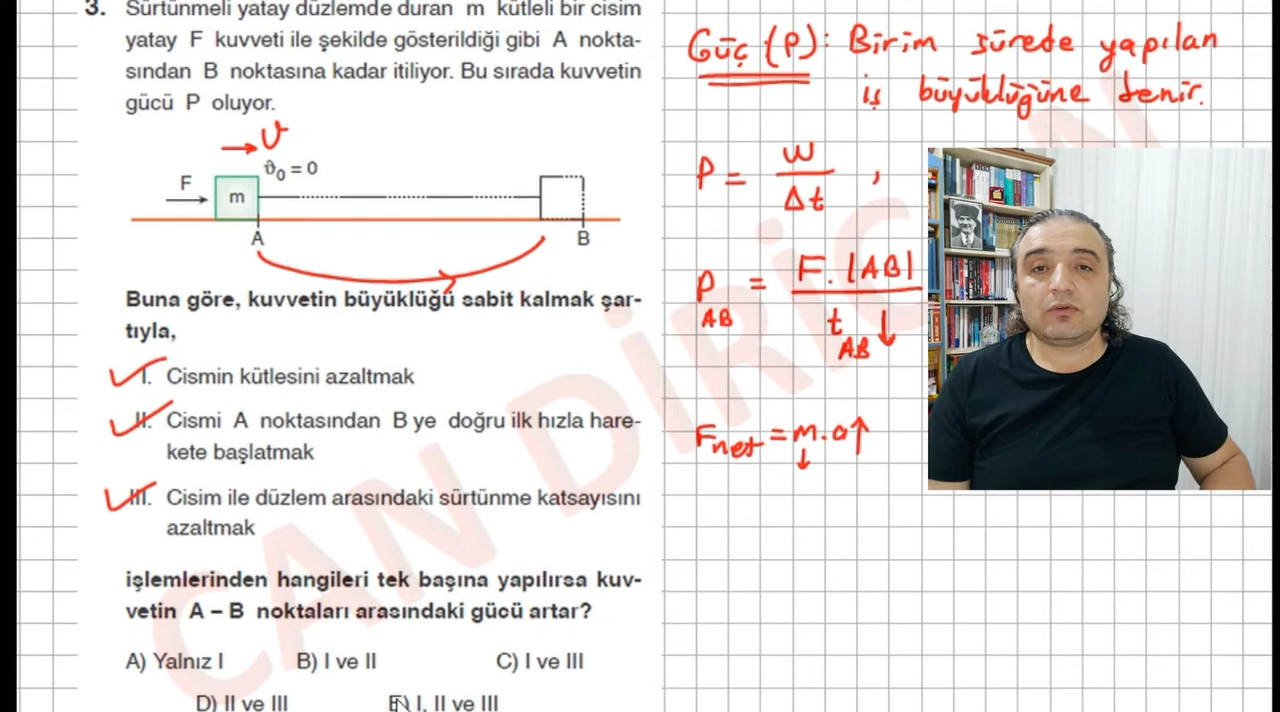 3. Sürtünmeli yatay düzlemde duran m kütleli bir cisim
yatay F kuvveti ile şekilde gösterildiği gibi A nokta-
sından B noktasına kadar itiliyor. Bu sırada kuvvetin
gücü P oluyor.
υ
ϑ₀ = 0
F
m
A
B
Buna göre, kuvvetin büyüklüğü sabit kalmak şar-
tıyla,
I. Cismin kütlesini azaltmak
II. Cismi A noktasından B ye doğru ilk hızla hare-
kete başlatmak
III. Cisim ile düzlem arasındaki sürtünme katsayısını
azaltmak
işlemlerinden hangileri tek başına yapılırsa kuv-
vetin A – B noktaları arasındaki gücü artar?
A) Yalnız I B) I ve II C) I ve III
D) II ve III E) I, II ve III
Güç (P): Birim sürede yapılan
iş büyüklüğüne denir.
P = W / Δt ,
P AB = F. |AB| / t AB ↓
Fnet = m.a↑
↓
CAN DİRİCAN